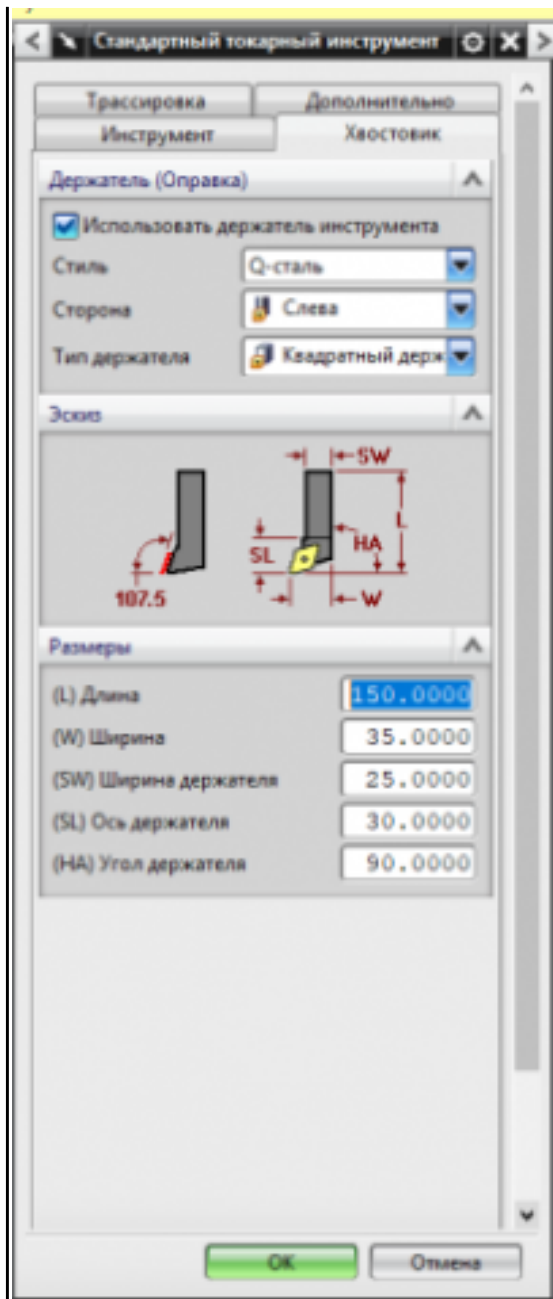 Стандартный токарный инструмент
Трассировка Дополнительно
Инструмент Хвостовик
Держатель (Оправка)
Использовать держатель инструмента
Стиль Q-сталь
Сторона Слева
Тип держателя Квадратный держ
Эскиз
SW
L
HA
SL
107.5
W
Размеры
(L) Длина 150.0000
(W) Ширина 35.0000
(SW) Ширина держателя 25.0000
(SL) Ось держателя 30.0000
(HA) Угол держателя 90.0000
OK Отмена